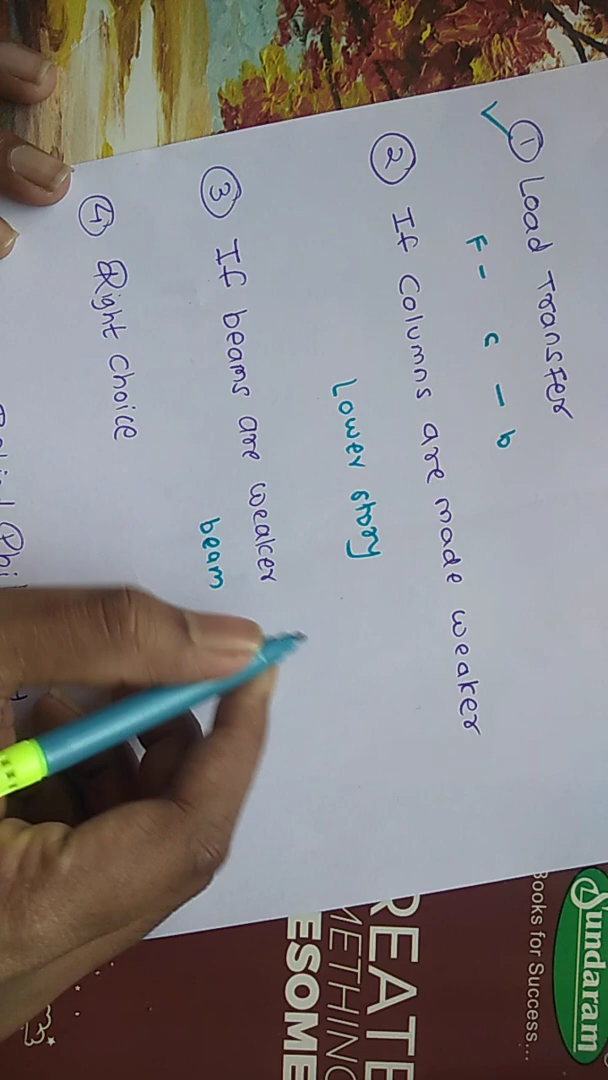 ① Load Transfer
F - c - b
② If Columns are made weaker
Lower story
③ If beams are weaker
beam
④ Right choice
Sundaram
Books for Success...
ESOME